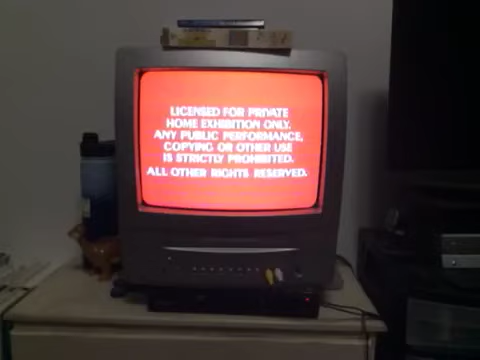 LICENSED FOR PRIVATE
HOME EXHIBITION ONLY.
ANY PUBLIC PERFORMANCE,
COPYING OR OTHER USE
IS STRICTLY PROHIBITED.
ALL OTHER RIGHTS RESERVED.